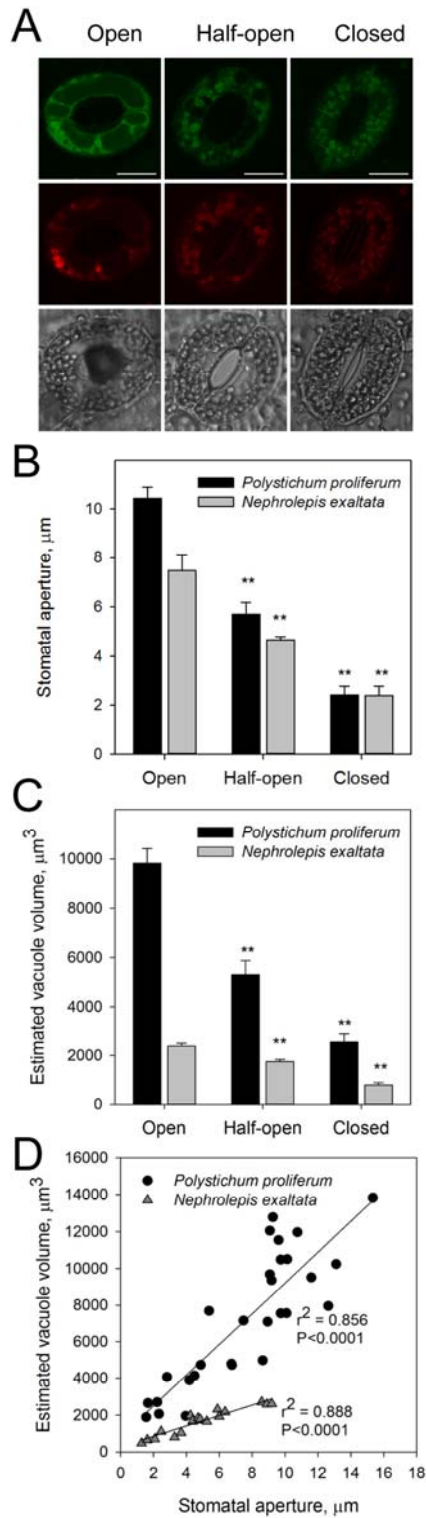 A
Open Half-open Closed
B
Stomatal aperture, μm
10
8
6
4
2
0
Polystichum proliferum
Nephrolepis exaltata
** **
** **
Open Half-open Closed
C
Estimated vacuole volume, μm³
10000
8000
6000
4000
2000
0
Polystichum proliferum
Nephrolepis exaltata
** **
** **
Open Half-open Closed
D
Estimated vacuole volume, μm³
16000
14000
12000
10000
8000
6000
4000
2000
0
Polystichum proliferum
Nephrolepis exaltata
r² = 0.856
P<0.0001
r² = 0.888
P<0.0001
0 2 4 6 8 10 12 14 16 18
Stomatal aperture, μm